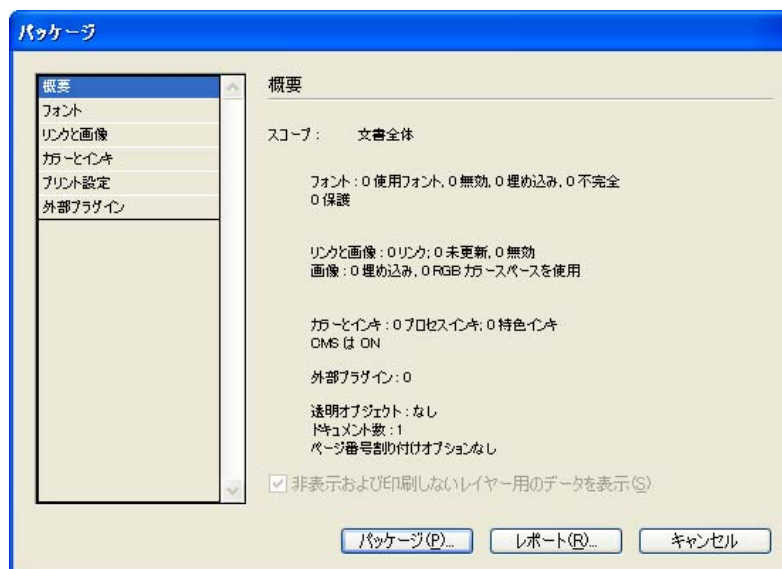 パッケージ
概要
フォント
リンクと画像
カラーとインキ
プリント設定
外部プラグイン
概要
スコープ： 文書全体
フォント : 0 使用フォント, 0 無効, 0 埋め込み, 0 不完全
0 保護
リンクと画像 : 0 リンク; 0 未更新, 0 無効
画像 : 0 埋め込み, 0 RGB カラースペースを使用
カラーとインキ : 0 プロセスインキ; 0 特色インキ
CMS は ON
外部プラグイン : 0
透明オブジェクト : なし
ドキュメント数 : 1
ページ番号割り付けオプションなし
非表示および印刷しないレイヤー用のデータを表示(S)
パッケージ(P)... レポート(R)... キャンセル